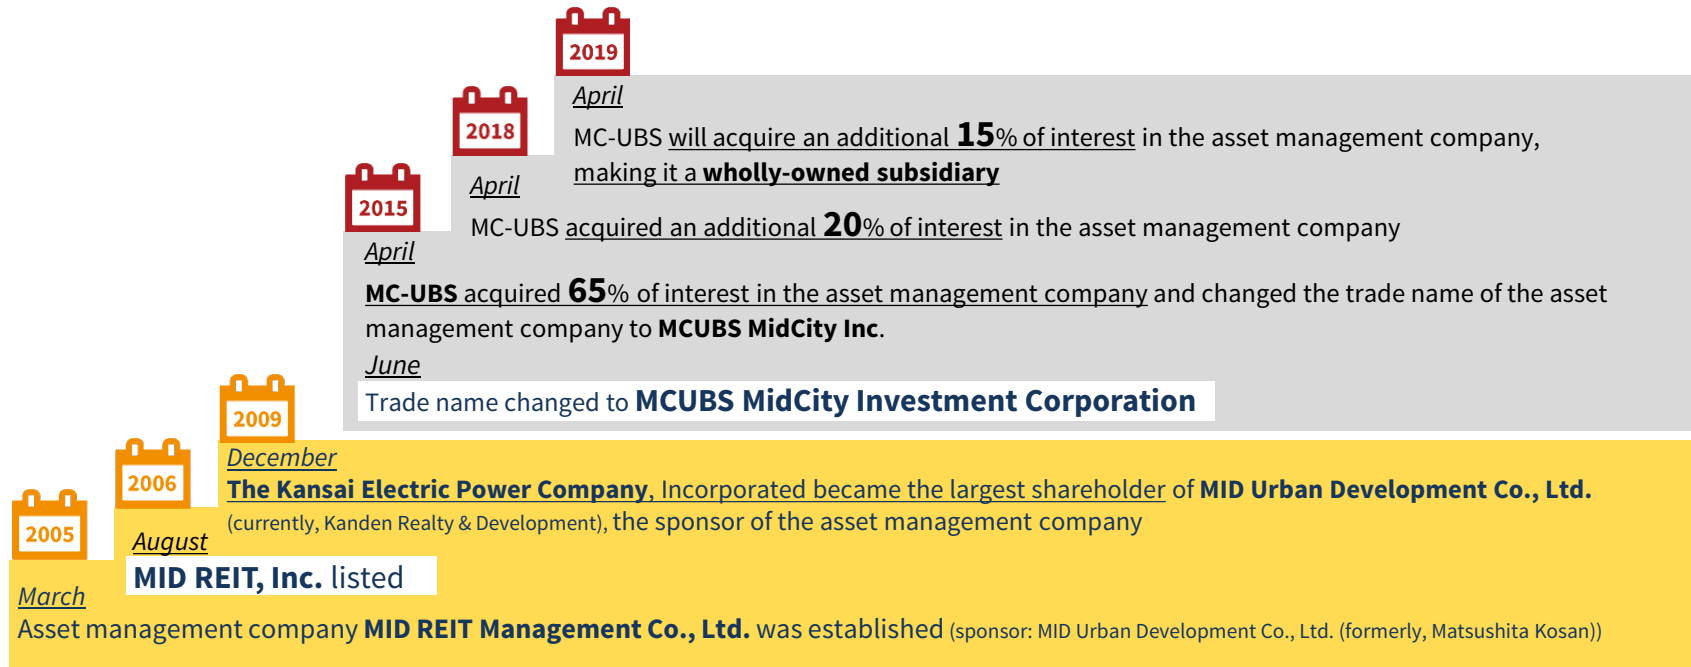 2019
April
MC-UBS will acquire an additional 15% of interest in the asset management company,
making it a wholly-owned subsidiary
2018
April
MC-UBS acquired an additional 20% of interest in the asset management company
2015
April
MC-UBS acquired 65% of interest in the asset management company and changed the trade name of the asset
management company to MCUBS MidCity Inc.
June
Trade name changed to MCUBS MidCity Investment Corporation
2009
December
The Kansai Electric Power Company, Incorporated became the largest shareholder of MID Urban Development Co., Ltd.
(currently, Kanden Realty & Development), the sponsor of the asset management company
2006
August
MID REIT, Inc. listed
2005
March
Asset management company MID REIT Management Co., Ltd. was established (sponsor: MID Urban Development Co., Ltd. (formerly, Matsushita Kosan))